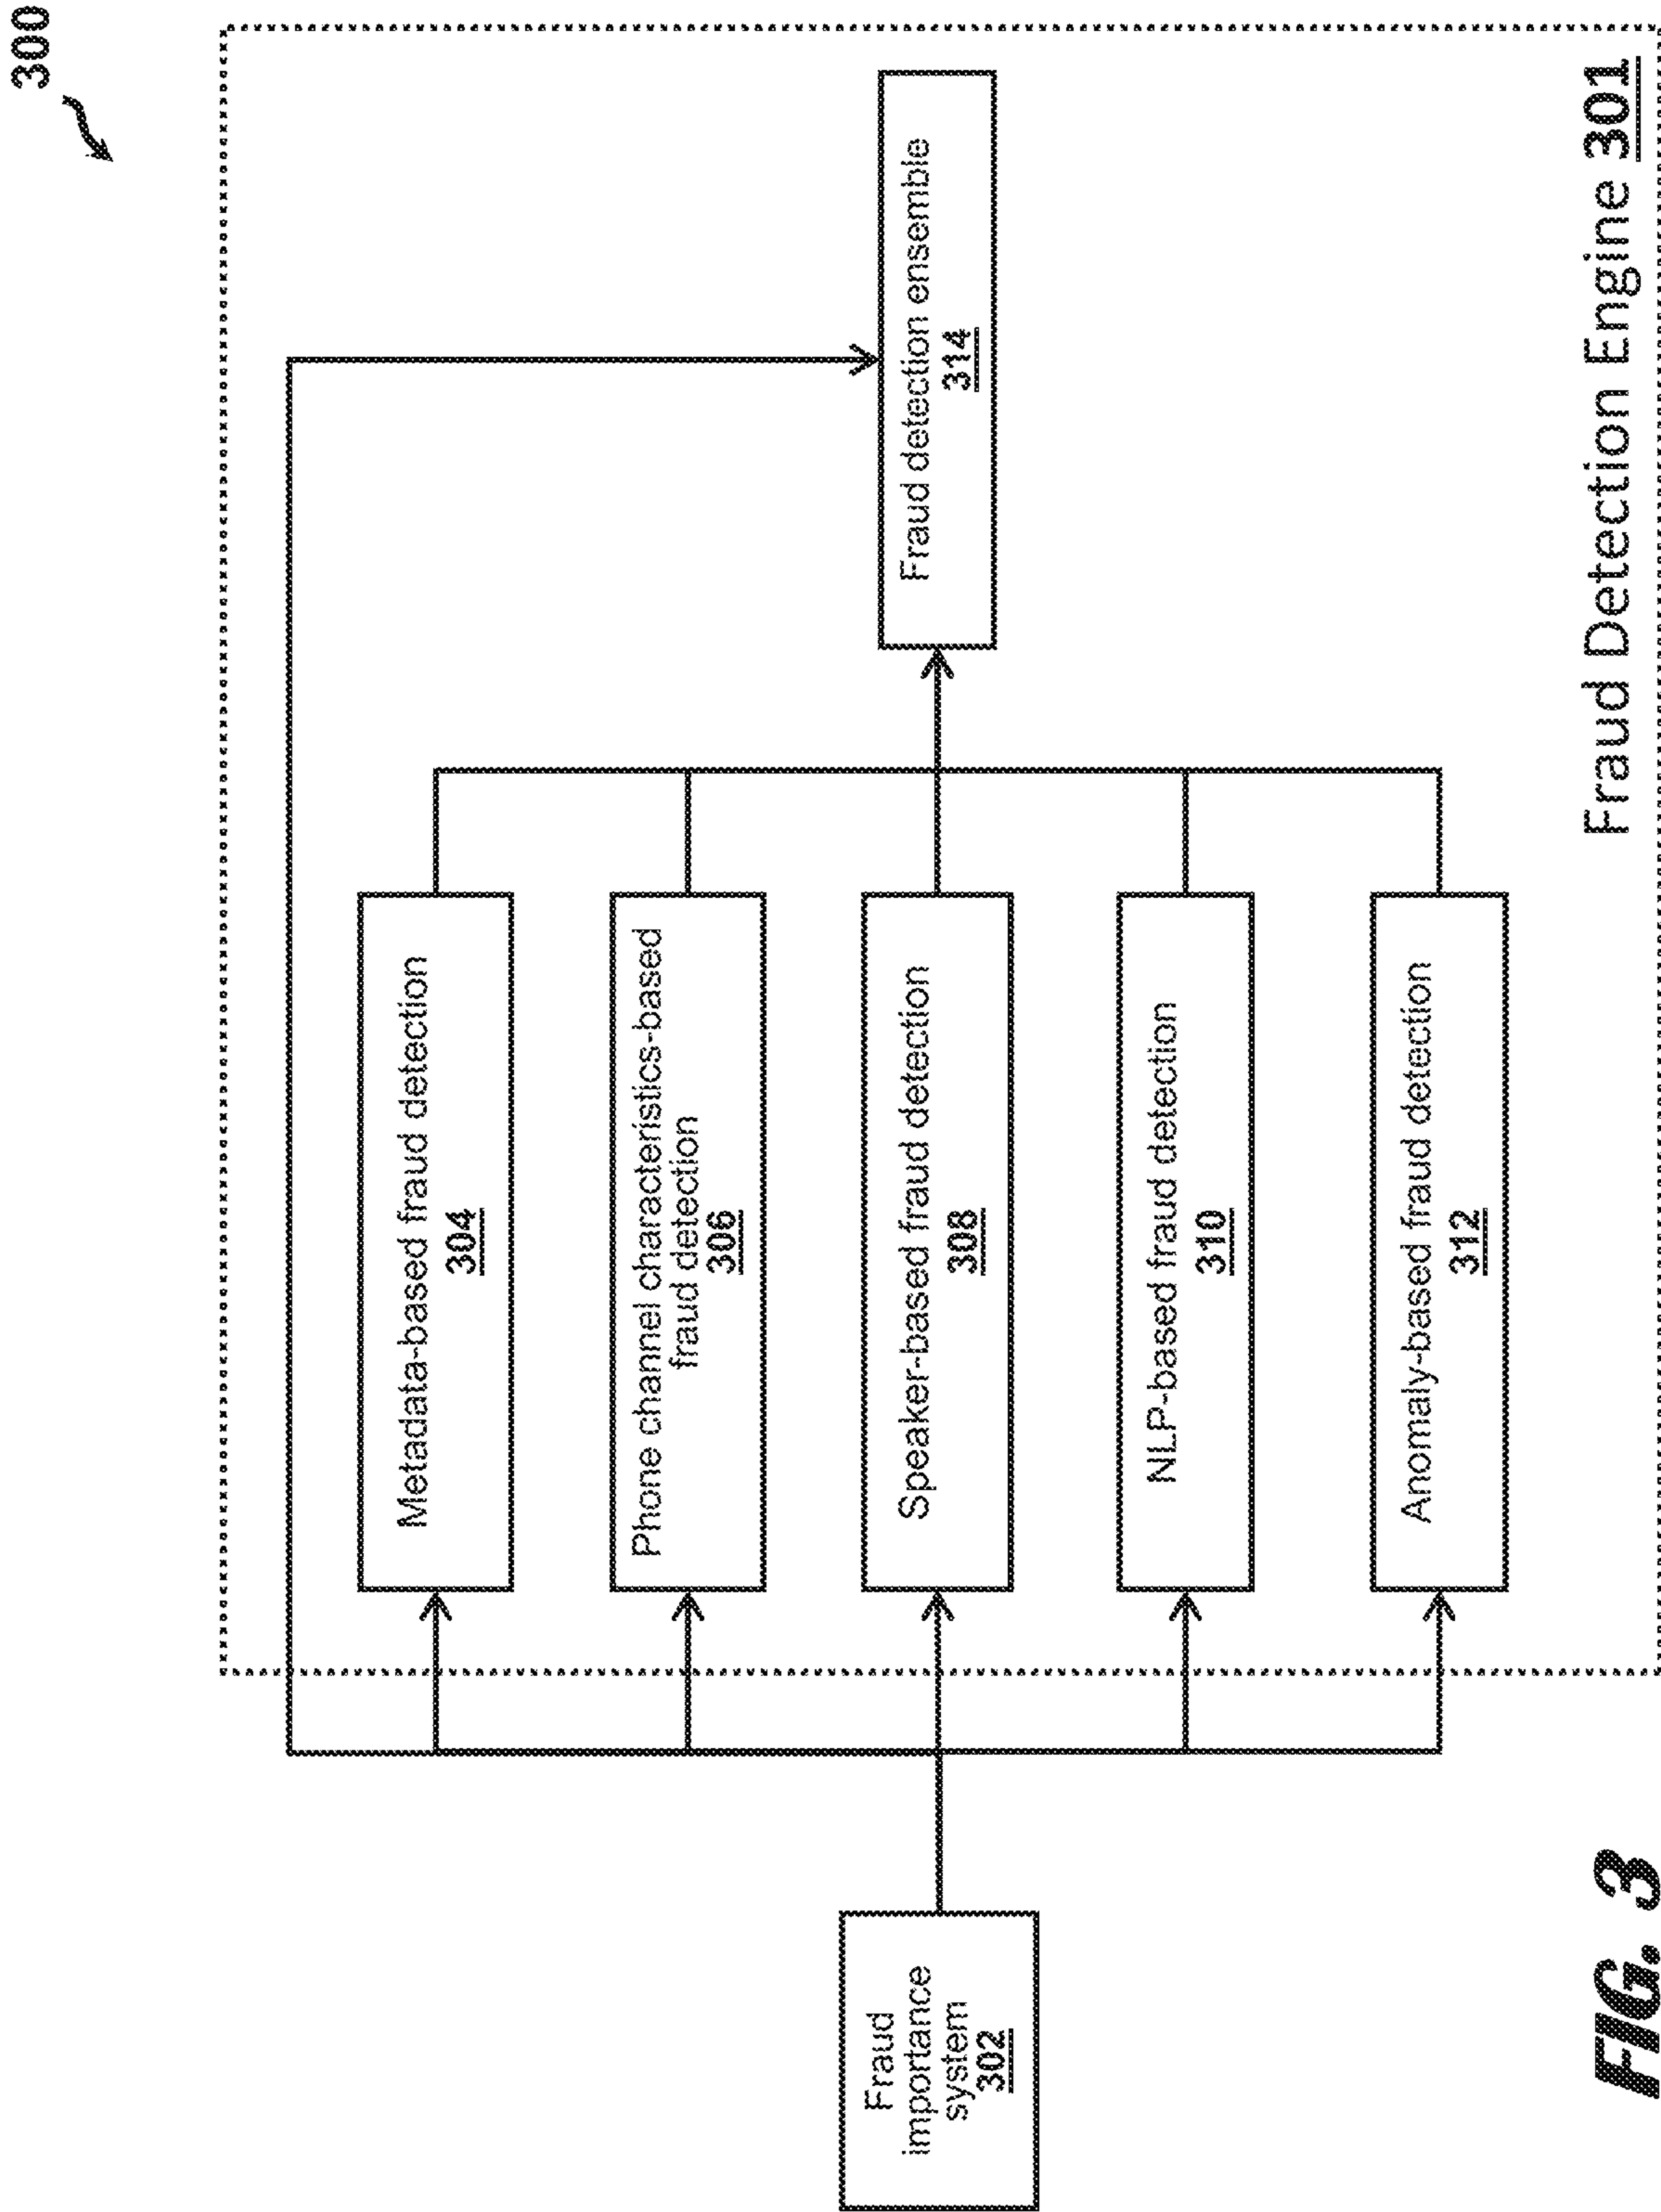 300
Fraud
importance
system
302
Metadata-based fraud detection
304
Phone channel characteristics-based
fraud detection
306
Speaker-based fraud detection
308
NLP-based fraud detection
310
Anomaly-based fraud detection
312
Fraud detection ensemble
314
Fraud Detection Engine 301
FIG. 3